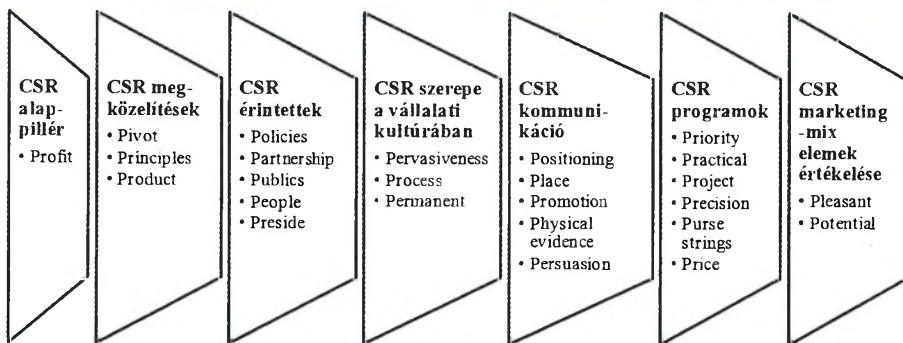 CSR
alap-
pillér
• Profit
CSR meg-
közelítések
• Pivot
• Principles
• Product
CSR
érintettek
• Policies
• Partnership
• Publics
• People
• Preside
CSR szerepe
a vállalati
kultúrában
• Pervasiveness
• Process
• Permanent
CSR
kommuni-
káció
• Positioning
• Place
• Promotion
• Physical
evidence
• Persuasion
CSR
programok
• Priority
• Practical
• Project
• Precision
• Purse
strings
• Price
CSR
marketing
-mix
elemek
értékelése
• Pleasant
• Potential